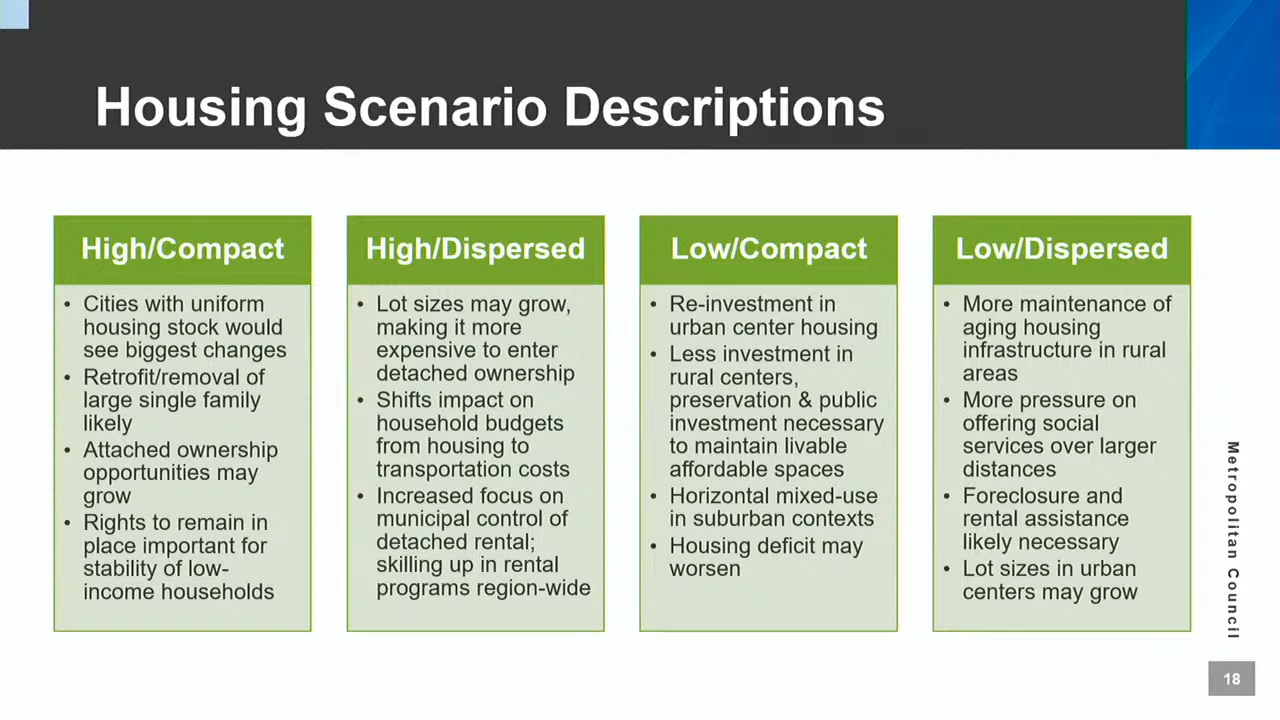 Housing Scenario Descriptions
High/Compact
• Cities with uniform
housing stock would
see biggest changes
• Retrofit/removal of
large single family
likely
• Attached ownership
opportunities may
grow
• Rights to remain in
place important for
stability of low-
income households
High/Dispersed
• Lot sizes may grow,
making it more
expensive to enter
detached ownership
• Shifts impact on
household budgets
from housing to
transportation costs
• Increased focus on
municipal control of
detached rental;
skilling up in rental
programs region-wide
Low/Compact
• Re-investment in
urban center housing
• Less investment in
rural centers,
preservation & public
investment necessary
to maintain livable
affordable spaces
• Horizontal mixed-use
in suburban contexts
• Housing deficit may
worsen
Low/Dispersed
• More maintenance of
aging housing
infrastructure in rural
areas
• More pressure on
offering social
services over larger
distances
• Foreclosure and
rental assistance
likely necessary
• Lot sizes in urban
centers may grow
Metropolitan Council
18